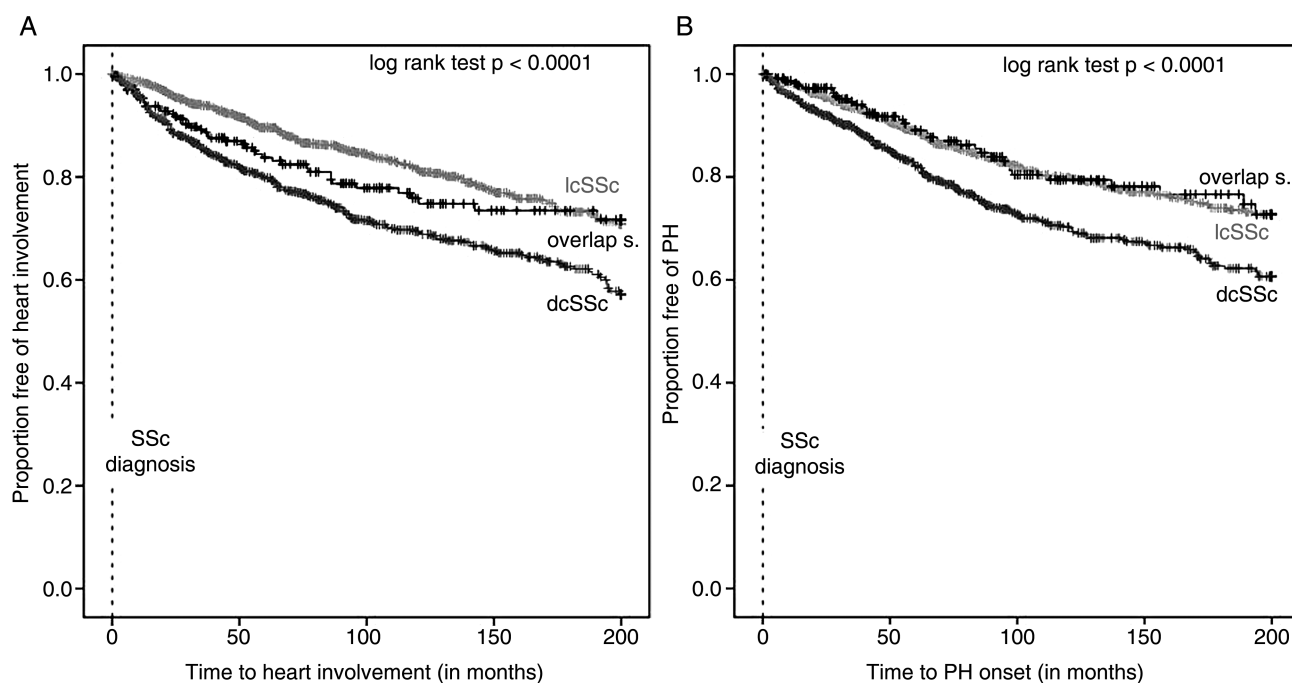 A
log rank test p < 0.0001
Proportion free of heart involvement
1.0
0.8
0.6
0.4
0.2
0.0
lcSSc
overlap s.
dcSSc
SSc
diagnosis
0 50 100 150 200
Time to heart involvement (in months)
B
log rank test p < 0.0001
Proportion free of PH
1.0
0.8
0.6
0.4
0.2
0.0
overlap s.
lcSSc
dcSSc
SSc
diagnosis
0 50 100 150 200
Time to PH onset (in months)